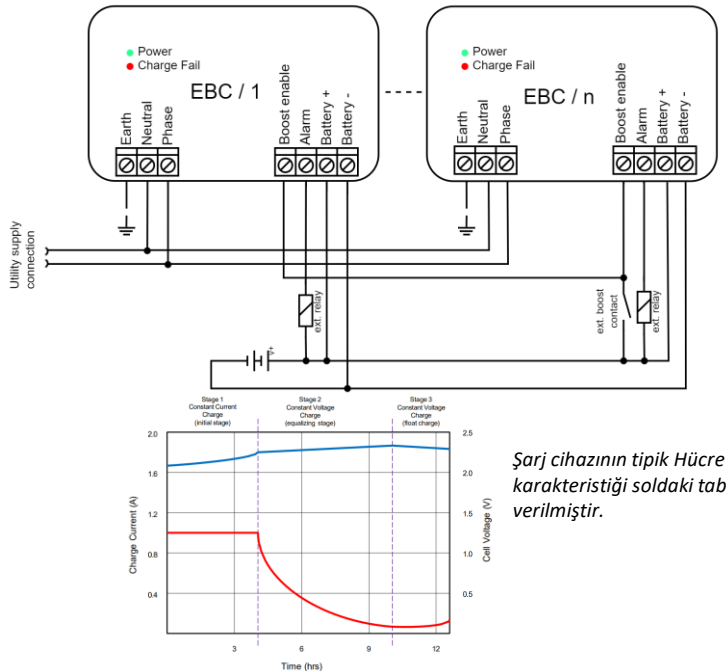 Power
Charge Fail
EBC / 1
Earth
Neutral
Phase
Boost enable
Alarm
Battery +
Battery -
Power
Charge Fail
EBC / n
Earth
Neutral
Phase
Boost enable
Alarm
Battery +
Battery -
Utility supply
connection
ext. relay
ext. boost
contact
ext. relay
V+
Stage 1
Constant Current
Charge
(initial stage)
Stage 2
Constant Voltage
Charge
(equalizing stage)
Stage 3
Constant Voltage
Charge
(float charge)
Charge Current (A)
2.0
1.6
1.2
0.8
0.4
2.5
2.0
1.5
1.0
0.5
Cell Voltage (V)
3
6
9
12
Time (hrs)
Şarj cihazının tipik Hücre
karakteristiği soldaki tab
verilmiştir.